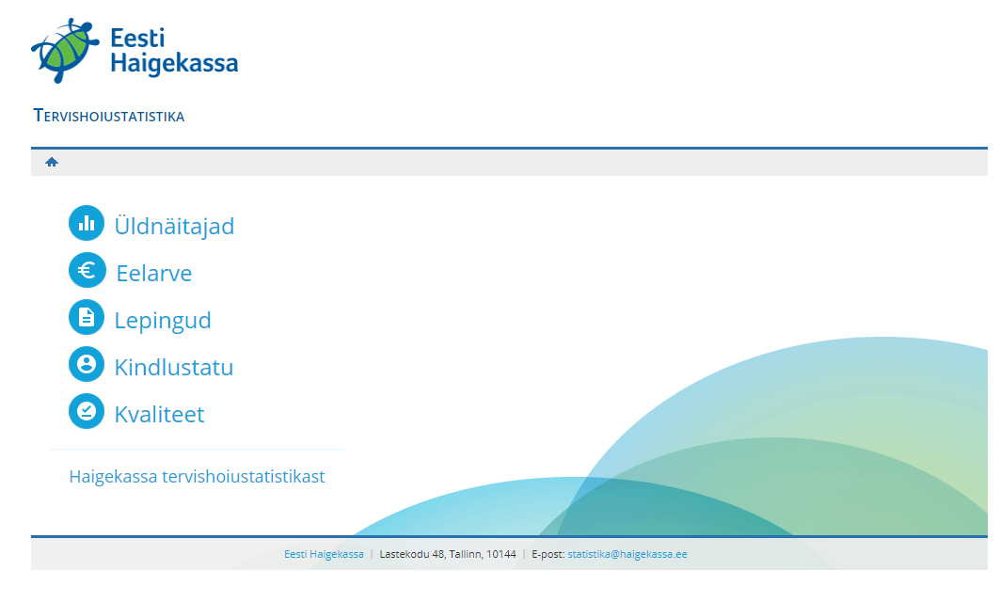 Eesti
Haigekassa
TERVISHOIUSTATISTIKA
Üldnäitajad
Eelarve
Lepingud
Kindlustatu
Kvaliteet
Haigekassa tervishoiustatistikast
Eesti Haigekassa | Lastekodu 48, Tallinn, 10144 | E-post: statistika@haigekassa.ee